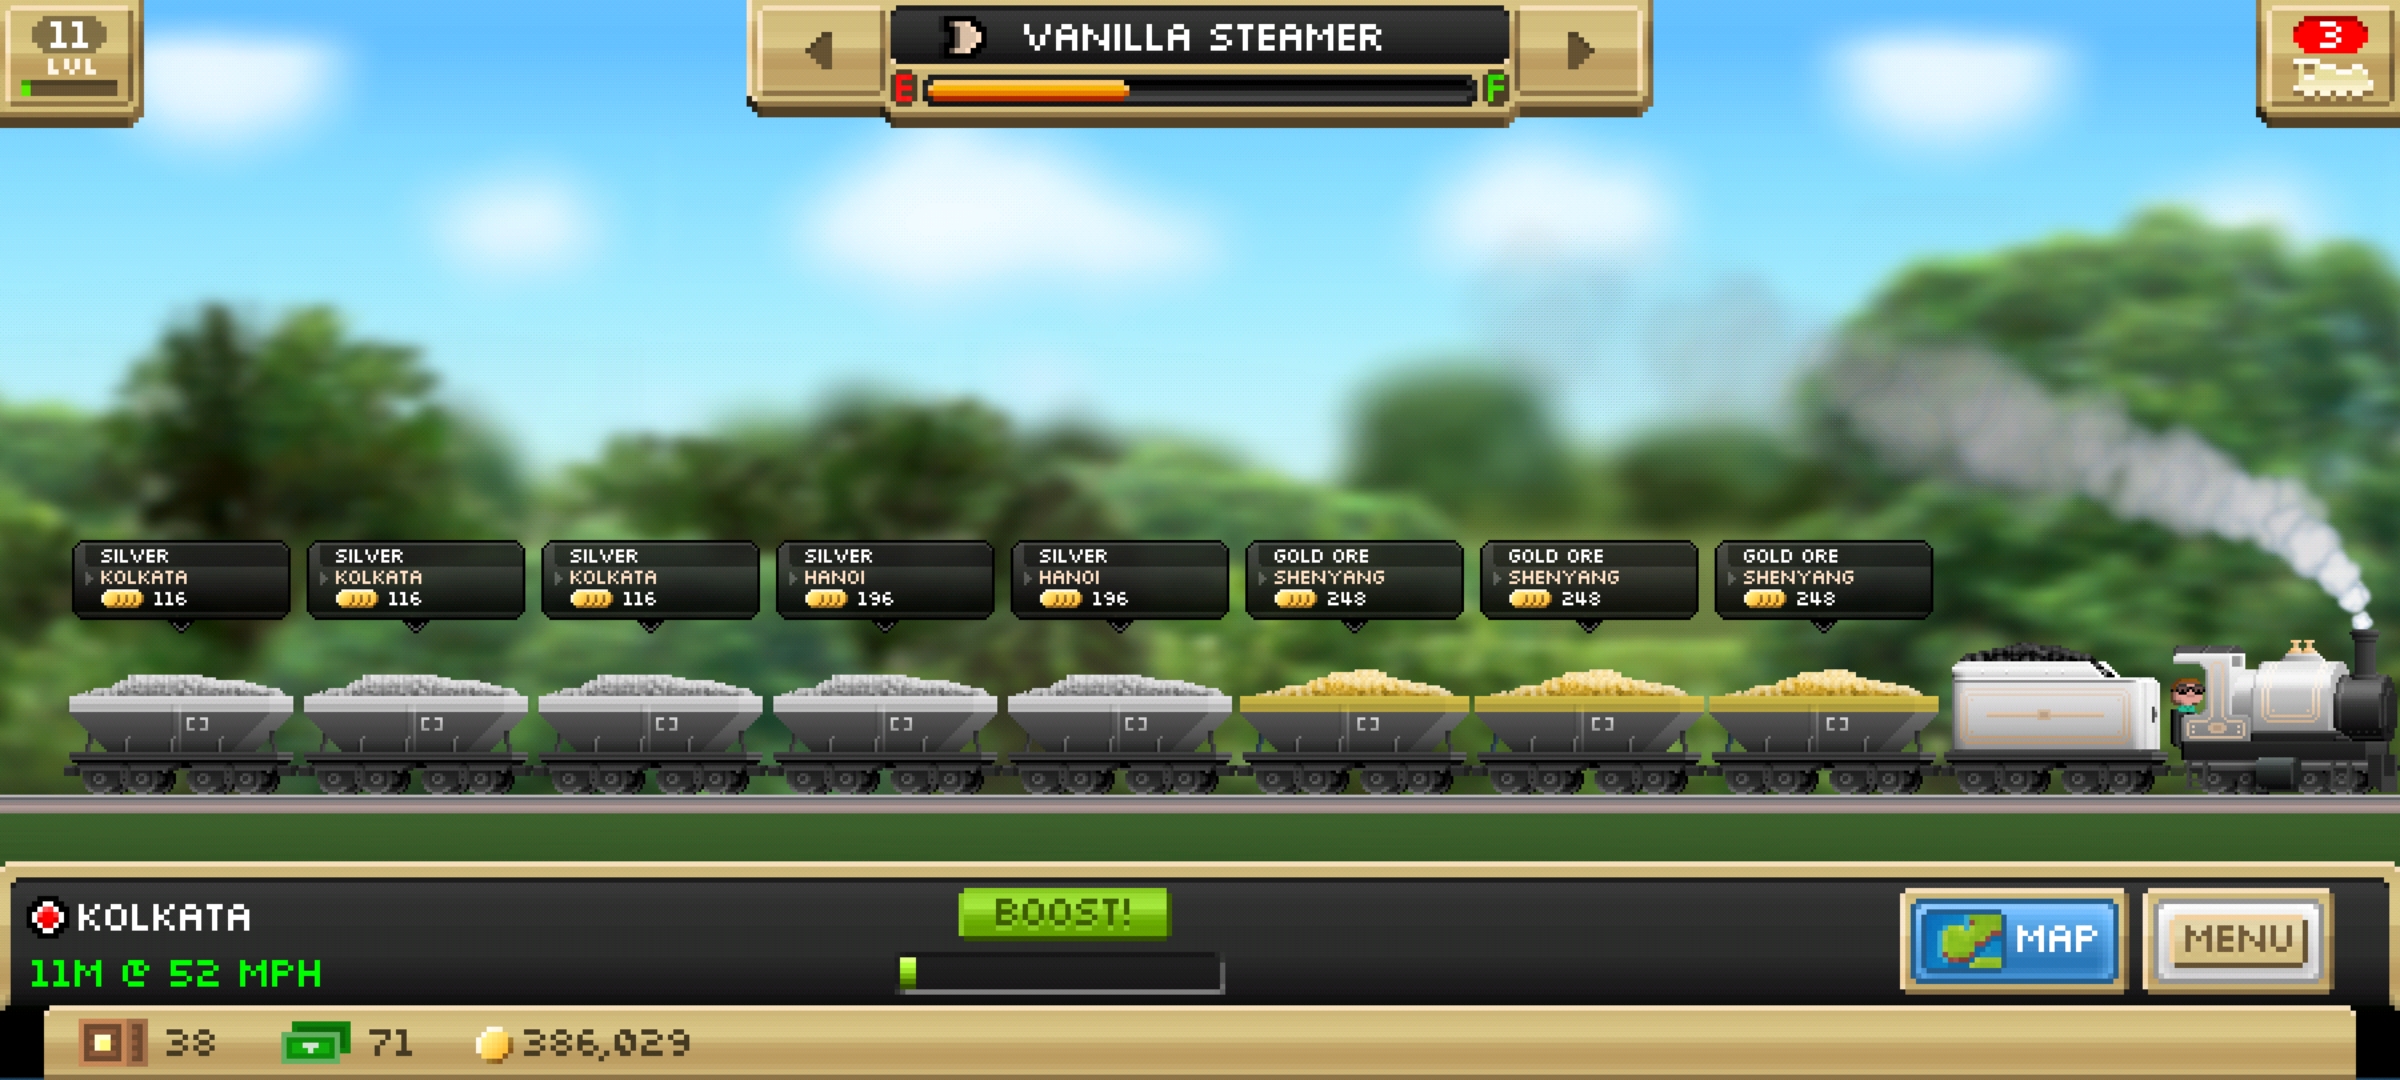 11
LVL
VANILLA STEAMER
E F
3
SILVER
KOLKATA
116
SILVER
KOLKATA
116
SILVER
KOLKATA
116
SILVER
HANOI
196
SILVER
HANOI
196
GOLD ORE
SHENYANG
248
GOLD ORE
SHENYANG
248
GOLD ORE
SHENYANG
248
KOLKATA
11M @ 52 MPH
BOOST!
MAP
MENU
38
71
386,029